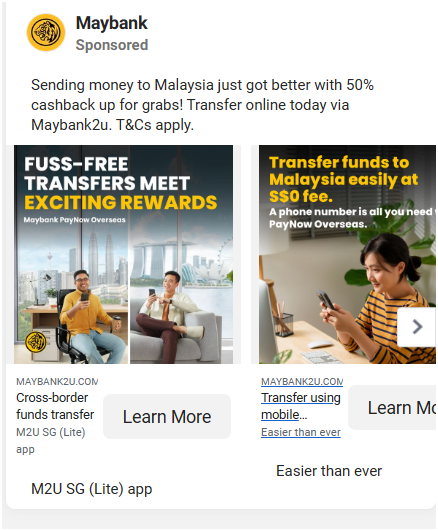 Maybank
Sponsored
Sending money to Malaysia just got better with 50%
cashback up for grabs! Transfer online today via
Maybank2u. T&Cs apply.
FUSS-FREE
TRANSFERS MEET
EXCITING REWARDS
Maybank PayNow Overseas
Transfer funds to
Malaysia easily at
S$0 fee.
A phone number is all you need
PayNow Overseas.
MAYBANK2U.COM
Cross-border
funds transfer
M2U SG (Lite)
app
Learn More
MAYBANK2U.COM
Transfer using
mobile...
Easier than ever
Learn Mo
M2U SG (Lite) app
Easier than ever